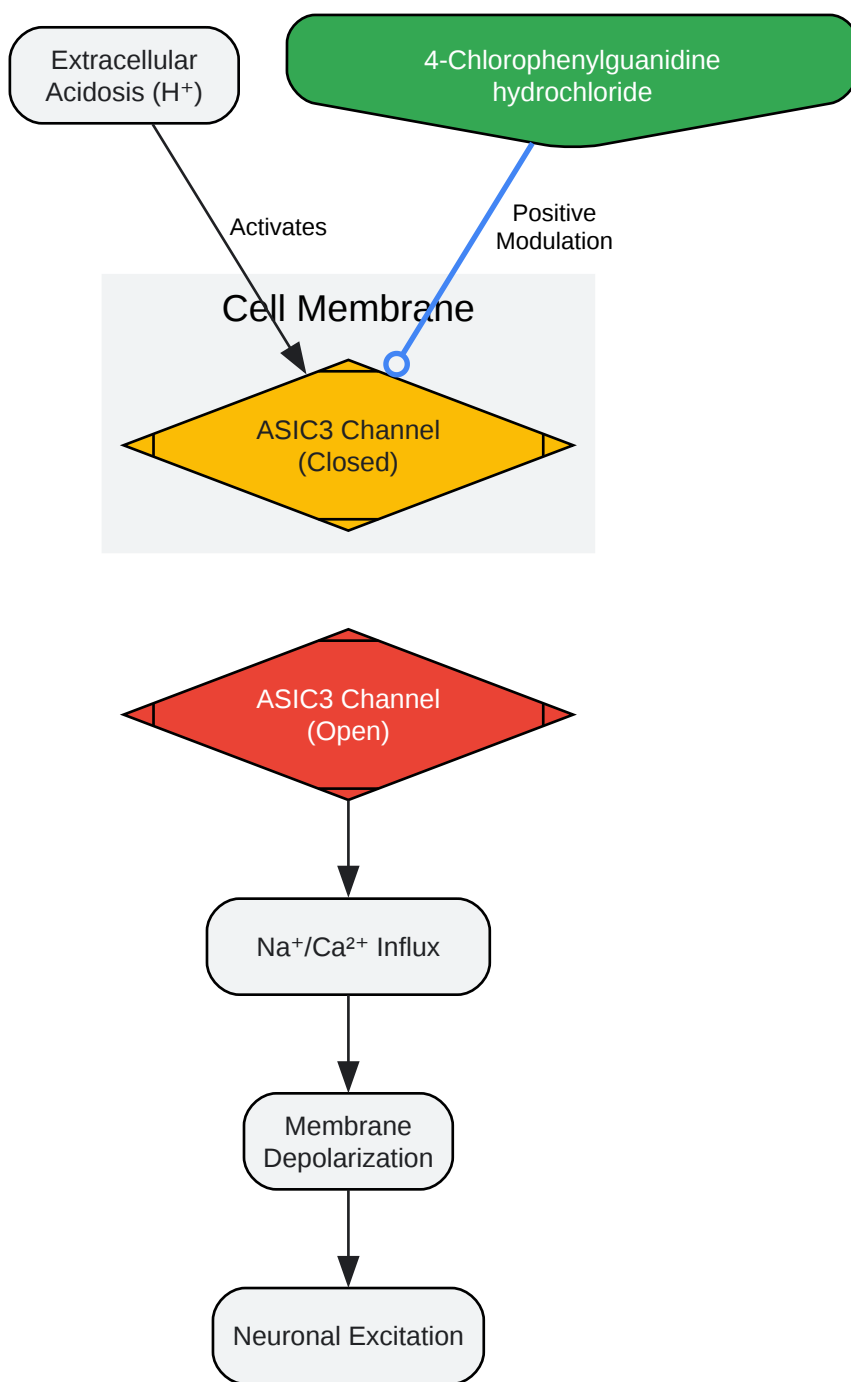 Extracellular
Acidosis (H⁺)
4-Chlorophenylguanidine
hydrochloride
Activates
Positive
Modulation
Cell Membrane
ASIC3 Channel
(Closed)
ASIC3 Channel
(Open)
Na⁺/Ca²⁺ Influx
Membrane
Depolarization
Neuronal Excitation